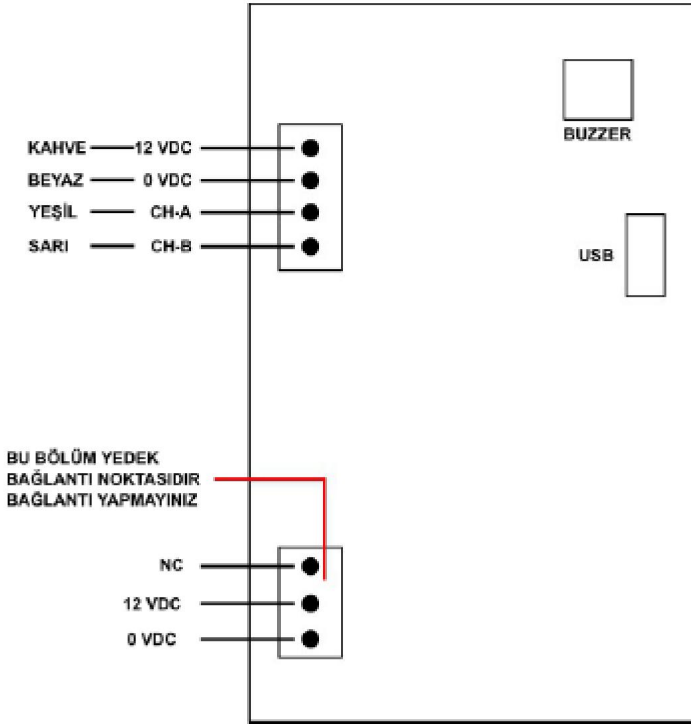 BUZZER
KAHVE 12 VDC
BEYAZ 0 VDC
YEŞİL CH-A
SARI CH-B
USB
BU BÖLÜM YEDEK
BAĞLANTI NOKTASIDIR
BAĞLANTI YAPMAYINIZ
NC
12 VDC
0 VDC